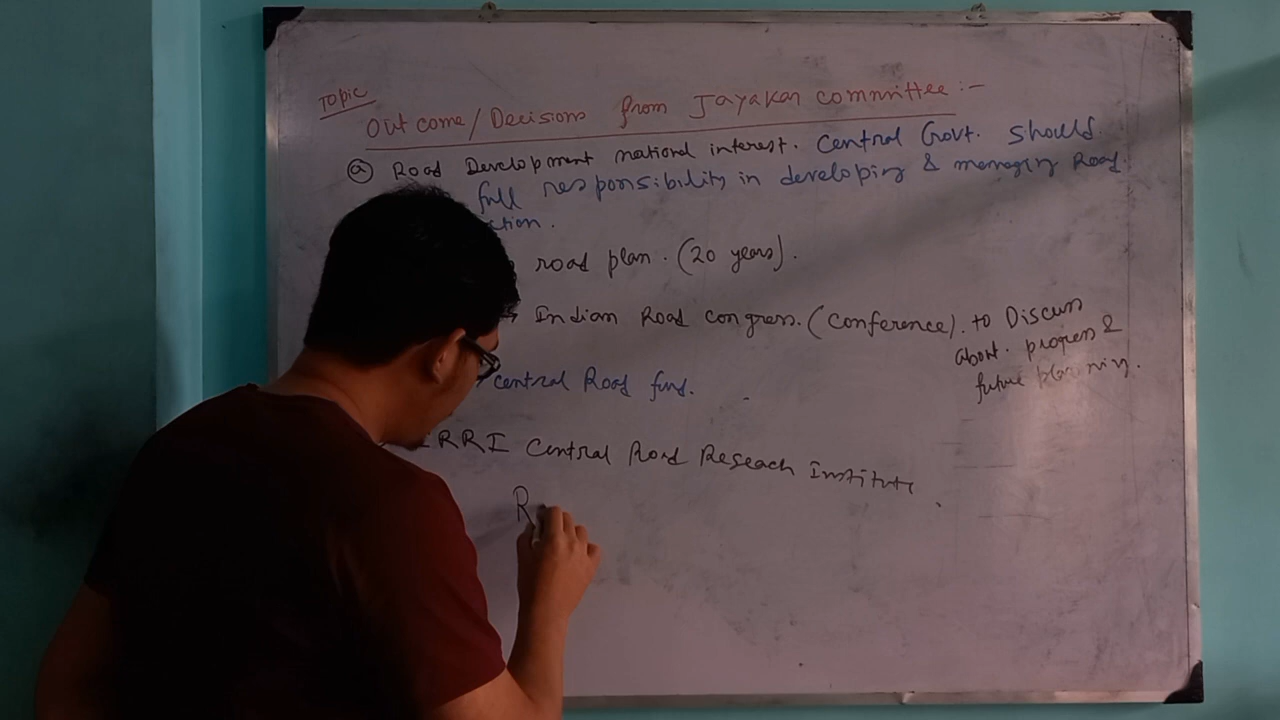 Topic
Outcome/Decisions from Jayakar committee :-
(a) Road Development national interest. Central Govt. should
full responsibility in developing & managing Road
ction.
road plan. (20 years).
Indian Road congress. (Conference). to Discuss
about. progress &
future planning.
central Road fund.
RRI Central Road Reseach Institute.
R